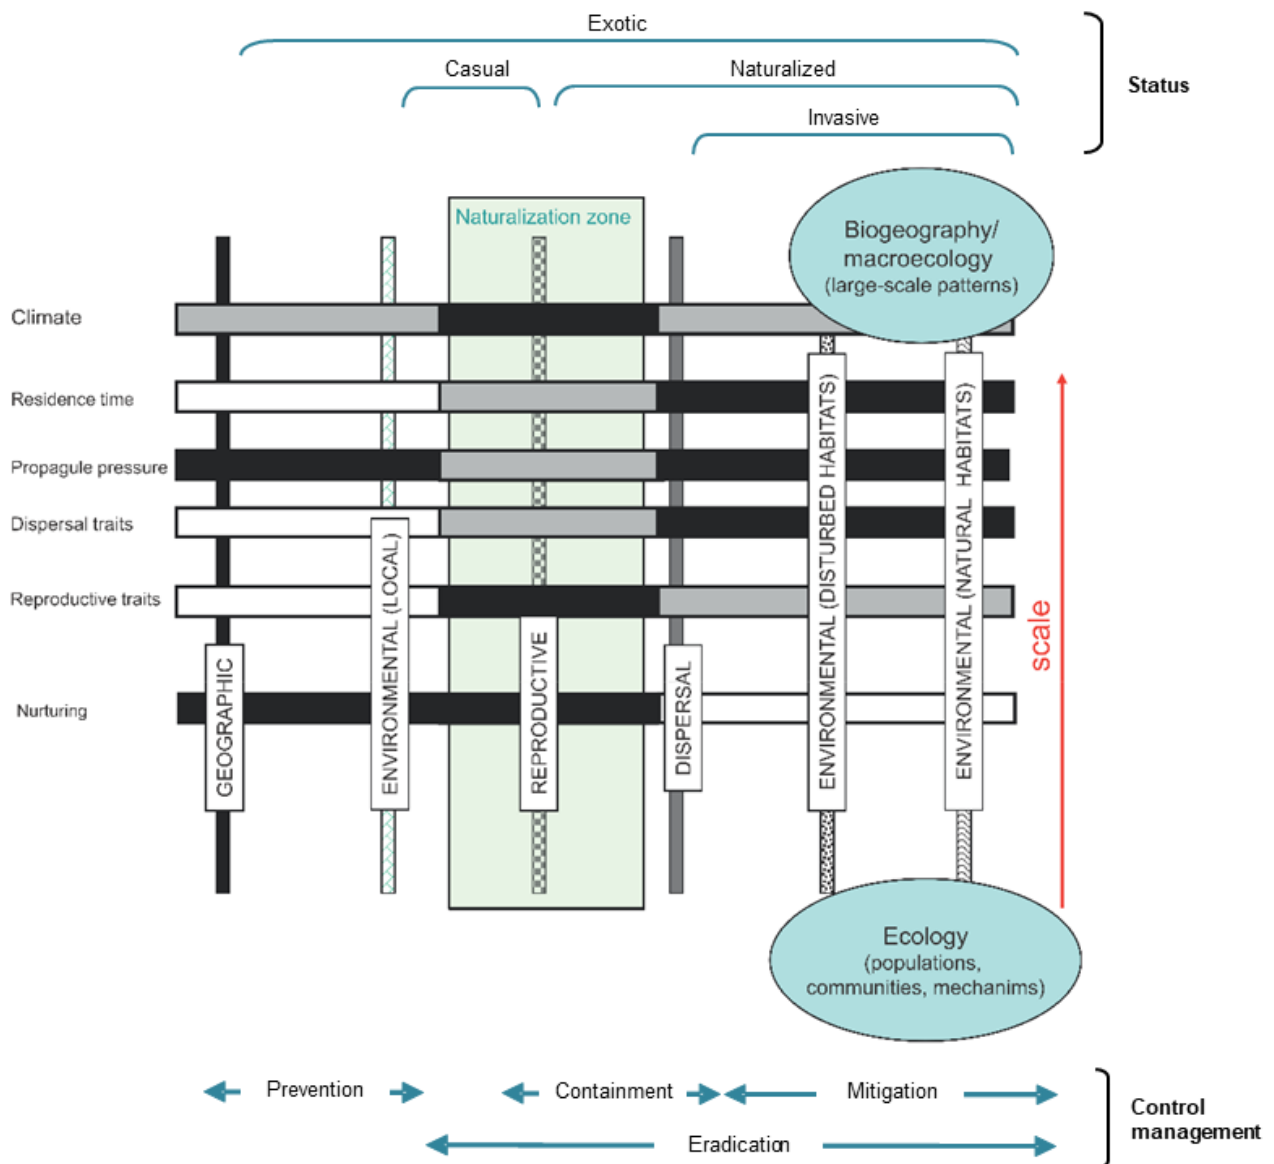 Exotic
Casual
Naturalized
Status
Invasive
Naturalization zone
Biogeography/
macroecology
(large-scale patterns)
Climate
Residence time
Propagule pressure
Dispersal traits
Reproductive traits
Nurturing
GEOGRAPHIC
ENVIRONMENTAL (LOCAL)
REPRODUCTIVE
DISPERSAL
ENVIRONMENTAL (DISTURBED HABITATS)
ENVIRONMENTAL (NATURAL HABITATS)
scale
Ecology
(populations,
communities, mechanims)
Prevention
Containment
Mitigation
Eradication
Control
management